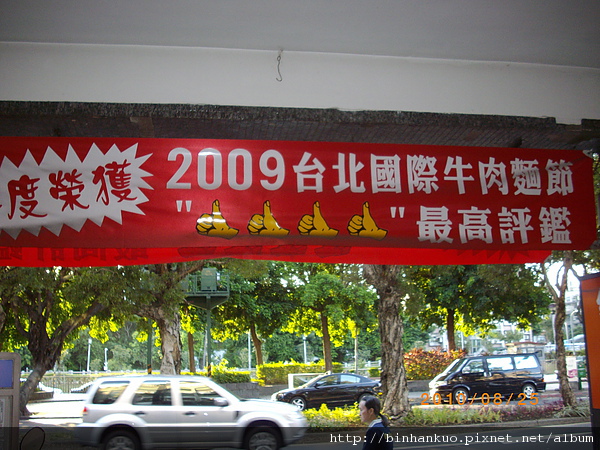 度榮獲
2009台北國際牛肉麵節
"👍👍👍👍"最高評鑑
2010/08/25
http://binhankuo.pixnet.net/album